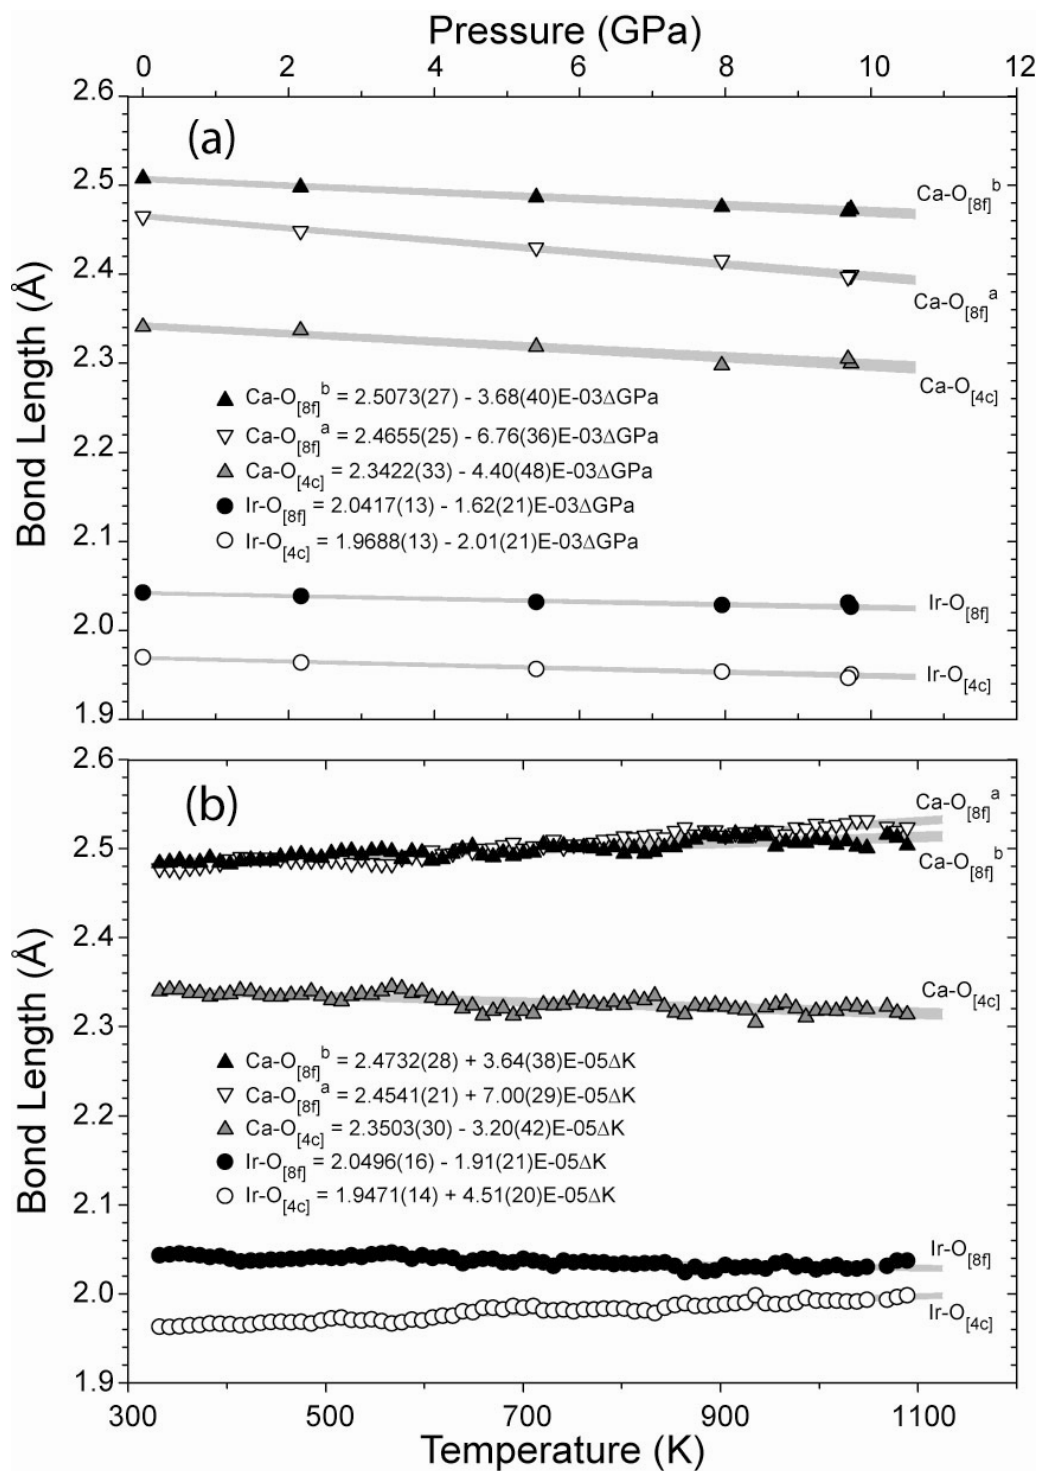 Pressure (GPa)
0 2 4 6 8 10 12
2.6
(a)
2.5
Ca-O[8f]b
2.4
Ca-O[8f]a
2.3
Ca-O[4c]
Ca-O[8f]b = 2.5073(27) - 3.68(40)E-03ΔGPa
Ca-O[8f]a = 2.4655(25) - 6.76(36)E-03ΔGPa
2.2
Ca-O[4c] = 2.3422(33) - 4.40(48)E-03ΔGPa
Ir-O[8f] = 2.0417(13) - 1.62(21)E-03ΔGPa
2.1
Ir-O[4c] = 1.9688(13) - 2.01(21)E-03ΔGPa
Ir-O[8f]
2.0
Ir-O[4c]
1.9
Bond Length (Å)
2.6
(b)
Ca-O[8f]a
2.5
Ca-O[8f]b
2.4
Ca-O[4c]
2.3
Ca-O[8f]b = 2.4732(28) + 3.64(38)E-05ΔK
Ca-O[8f]a = 2.4541(21) + 7.00(29)E-05ΔK
2.2
Ca-O[4c] = 2.3503(30) - 3.20(42)E-05ΔK
Ir-O[8f] = 2.0496(16) - 1.91(21)E-05ΔK
Ir-O[4c] = 1.9471(14) + 4.51(20)E-05ΔK
2.1
Ir-O[8f]
2.0
Ir-O[4c]
1.9
Bond Length (Å)
300 500 700 900 1100
Temperature (K)